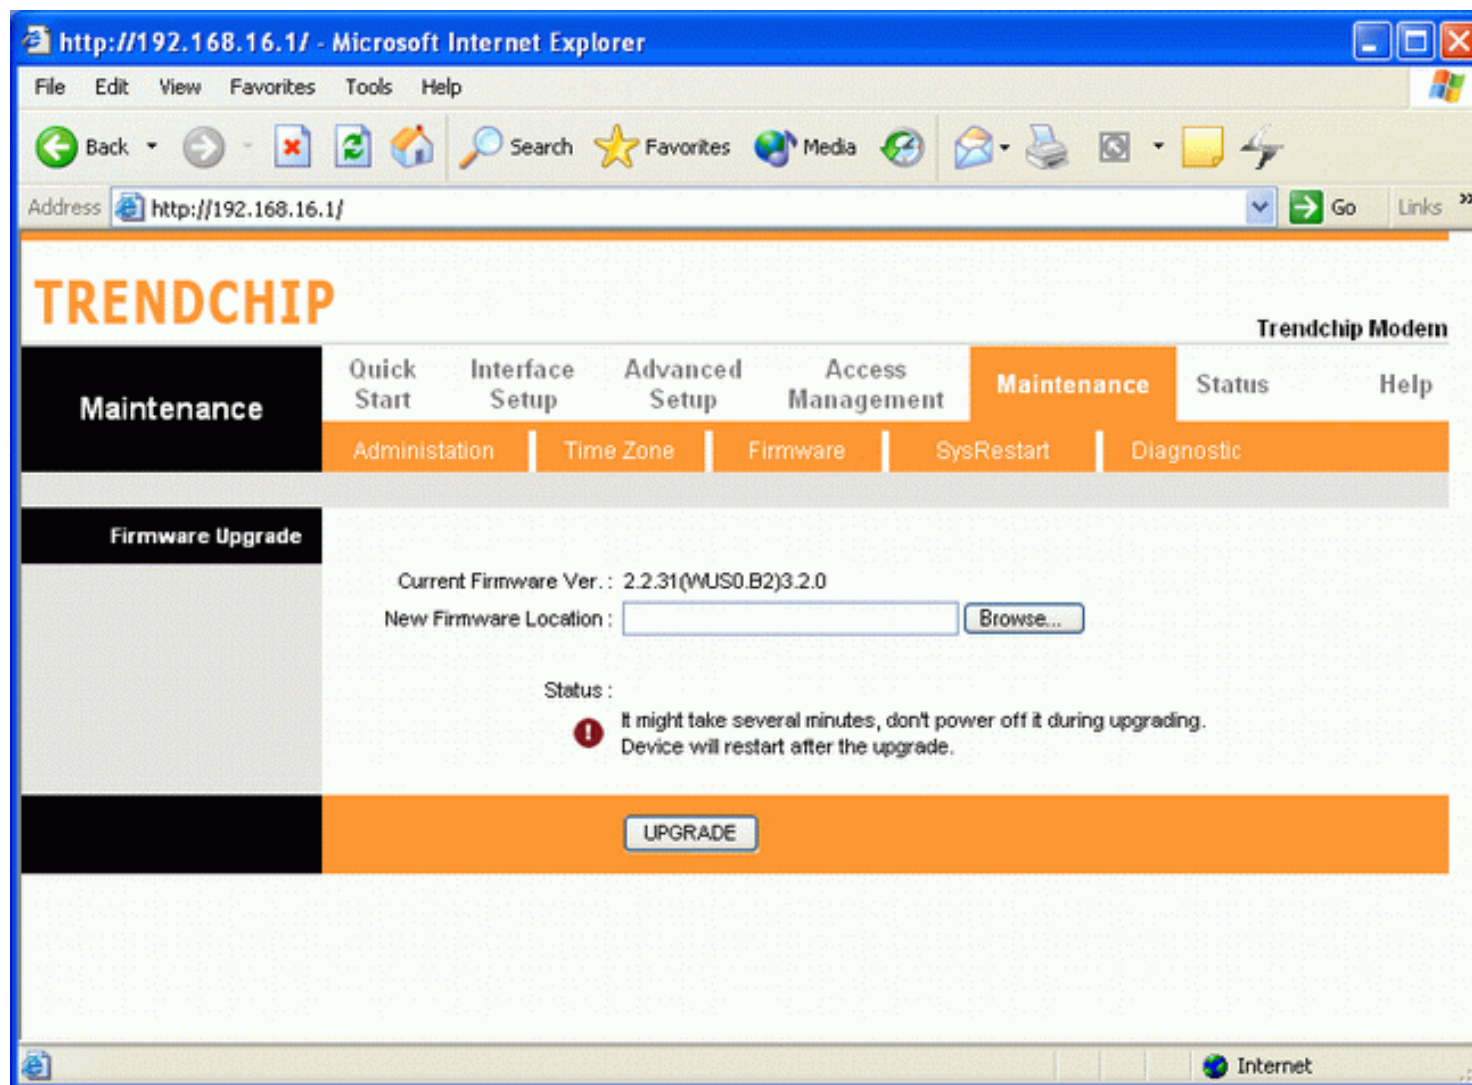 http://192.168.16.1/ - Microsoft Internet Explorer
File Edit View Favorites Tools Help
Back Search Favorites Media
Address http://192.168.16.1/ Go Links »
TRENDCHIP
Trendchip Modem
Maintenance
Quick Start Interface Setup Advanced Setup Access Management Maintenance Status Help
Administation Time Zone Firmware SysRestart Diagnostic
Firmware Upgrade
Current Firmware Ver. : 2.2.31(WUS0.B2)3.2.0
New Firmware Location : Browse...
Status :
It might take several minutes, don't power off it during upgrading.
Device will restart after the upgrade.
UPGRADE
Internet